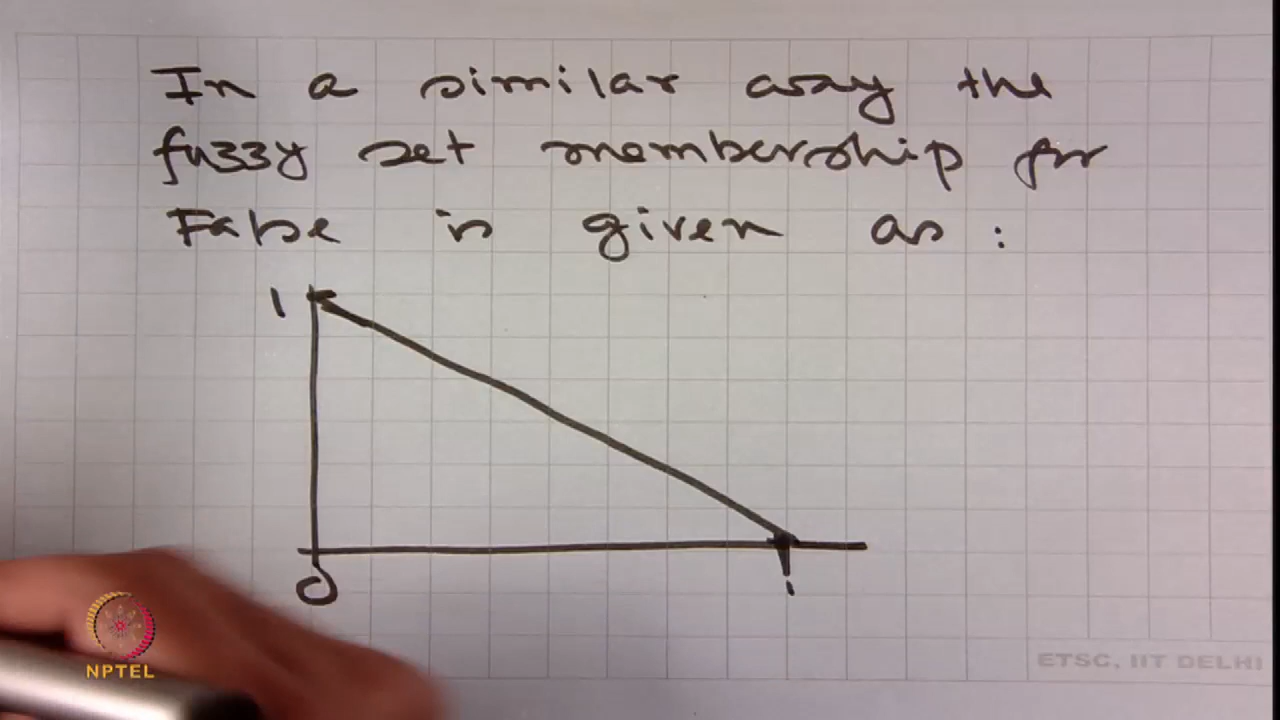 In a similar way the
fuzzy set membership for
False is given as :
1
0
1
NPTEL
ETSC, IIT DELHI